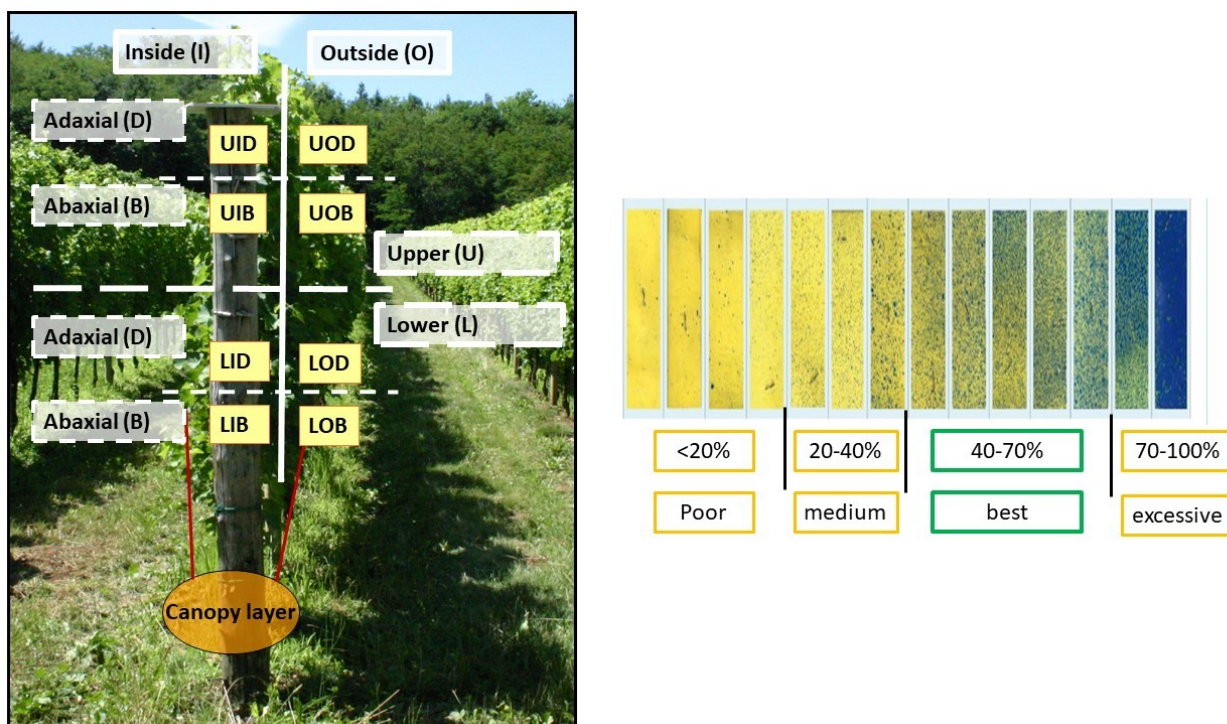 Inside (I)
Outside (O)
Adaxial (D)
UID
UOD
Abaxial (B)
UIB
UOB
Upper (U)
Lower (L)
Adaxial (D)
LID
LOD
Abaxial (B)
LIB
LOB
Canopy layer
<20%
20-40%
40-70%
70-100%
Poor
medium
best
excessive